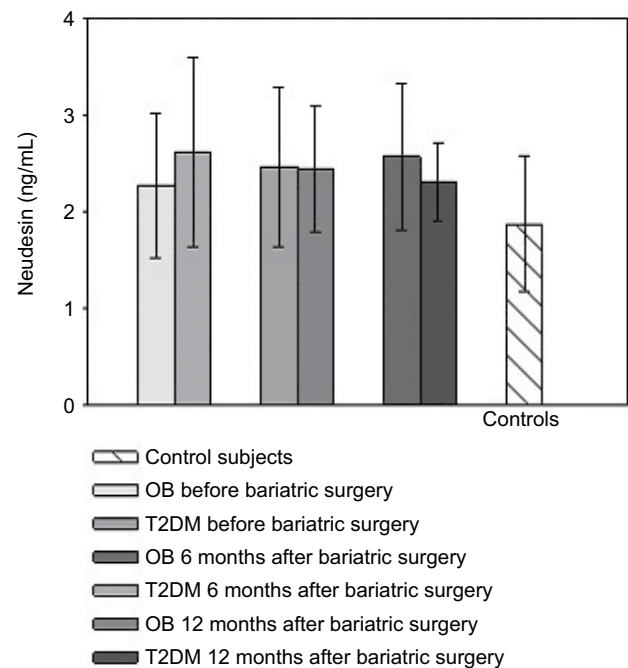 4
3
2
1
0
Neudesin (ng/mL)
Controls
Control subjects
OB before bariatric surgery
T2DM before bariatric surgery
OB 6 months after bariatric surgery
T2DM 6 months after bariatric surgery
OB 12 months after bariatric surgery
T2DM 12 months after bariatric surgery